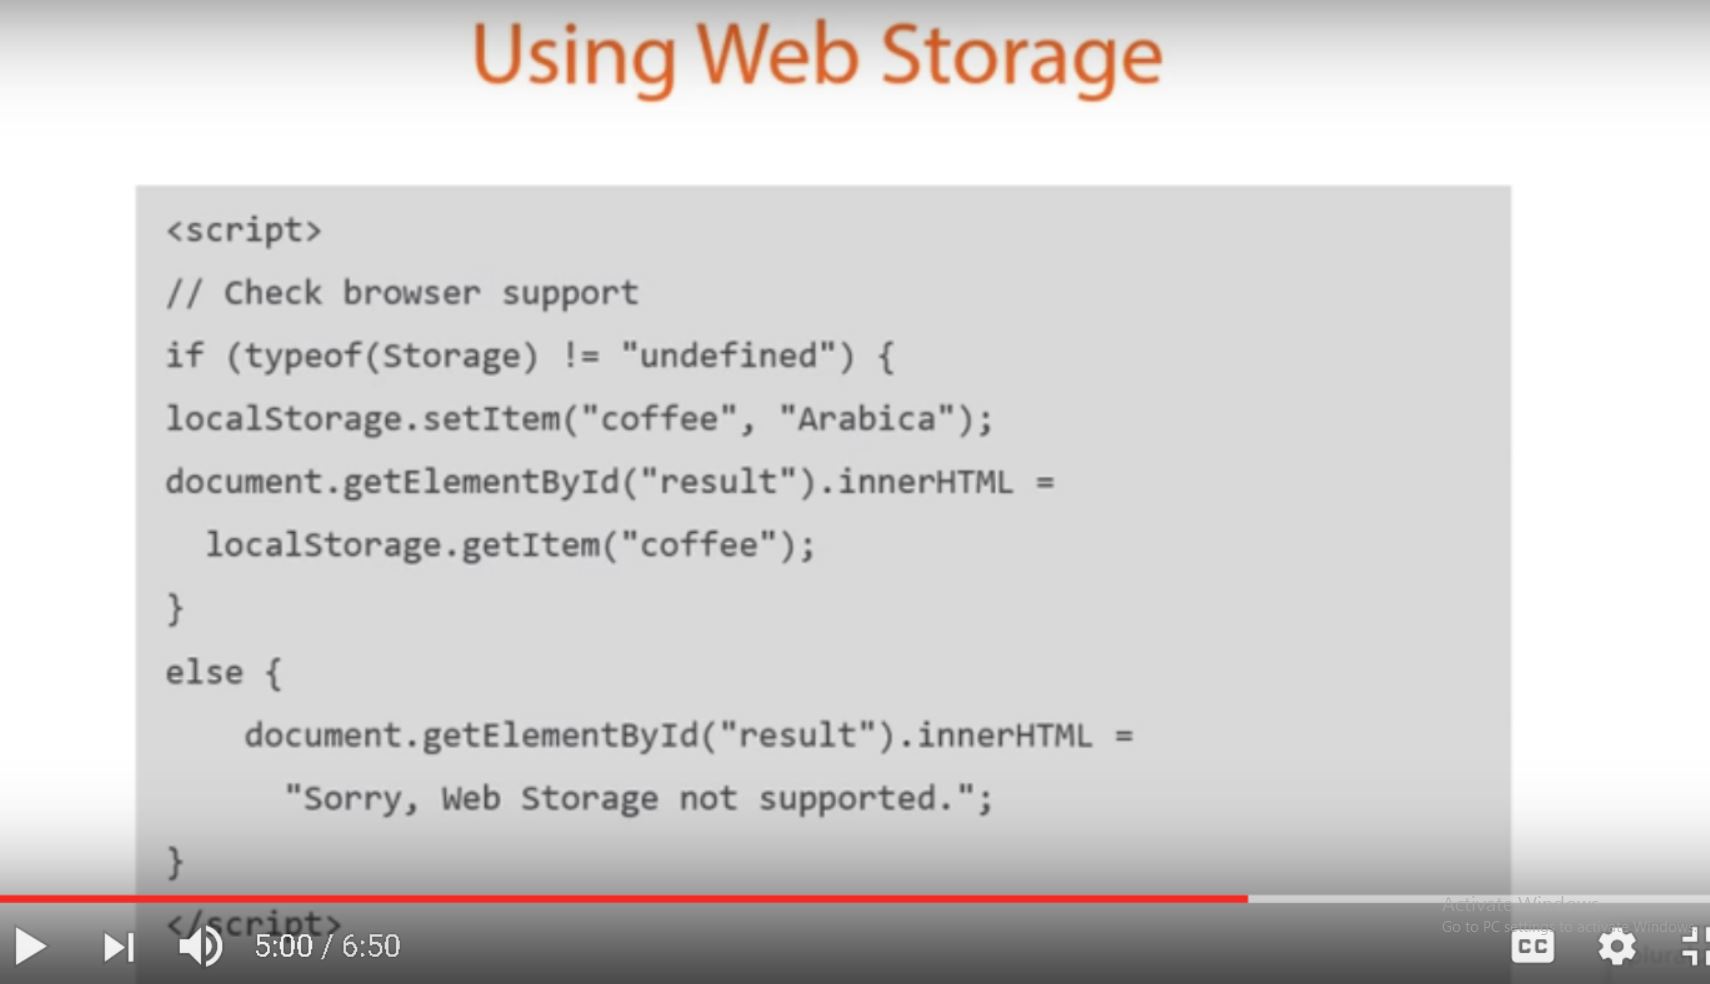 Using Web Storage
<script>
// Check browser support
if (typeof(Storage) != "undefined") {
localStorage.setItem("coffee", "Arabica");
document.getElementById("result").innerHTML =
  localStorage.getItem("coffee");
}
else {
    document.getElementById("result").innerHTML =
      "Sorry, Web Storage not supported.";
}
</script>
Activate Windows
Go to PC settings to activate Windows
5:00 / 6:50
CC